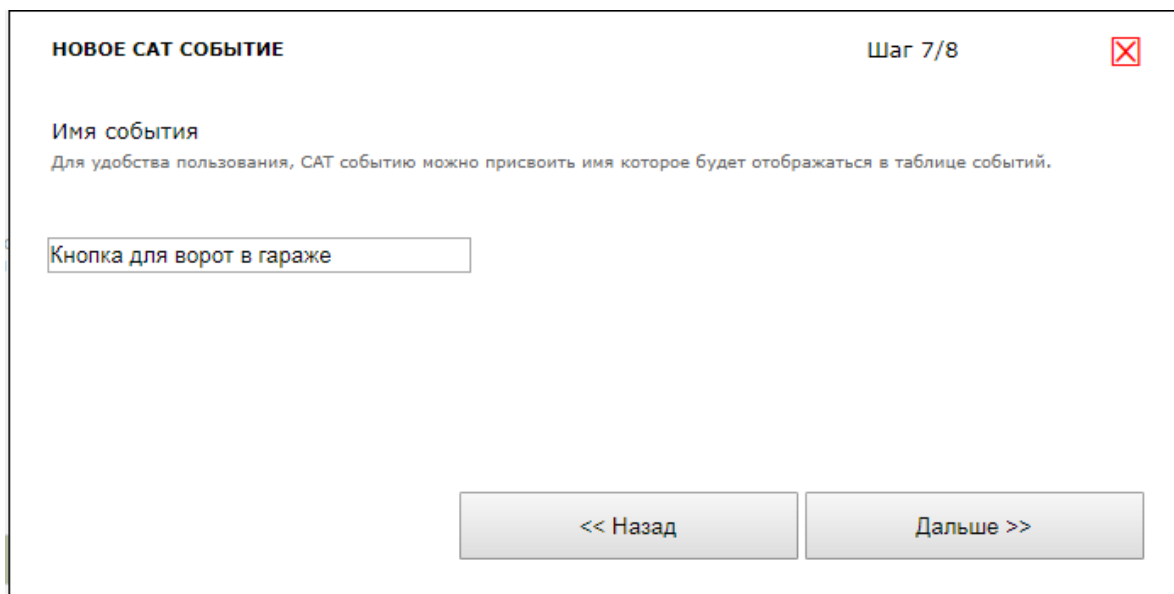 НОВОЕ CAT СОБЫТИЕ
Шаг 7/8
Имя события
Для удобства пользования, CAT событию можно присвоить имя которое будет отображаться в таблице событий.
Кнопка для ворот в гараже
<< Назад
Дальше >>